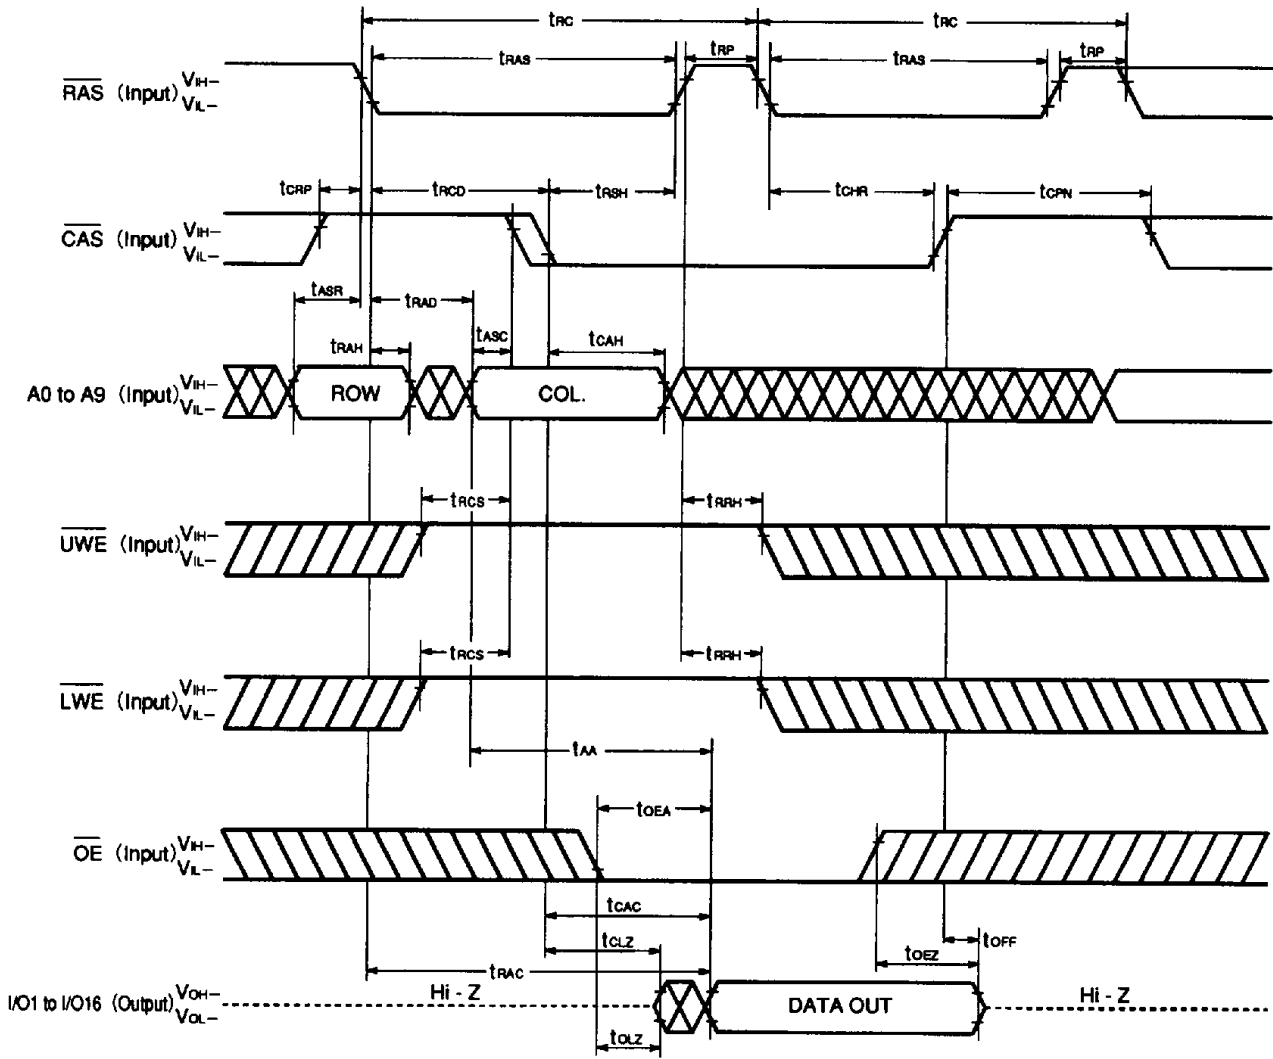 tRC tRC
tRAS tRP tRAS tRP
RAS (Input) VIH–
VIL–
tCRP tRCD tRSH tCHR tCPN
CAS (Input) VIH–
VIL–
tASR tRAD
tRAH tASC tCAH
A0 to A9 (Input) VIH–
VIL–
ROW COL.
tRCS tRRH
UWE (Input) VIH–
VIL–
tRCS tRRH
LWE (Input) VIH–
VIL–
tAA
tOEA
OE (Input) VIH–
VIL–
tCAC
tCLZ tOFF
tOEZ
tRAC
Hi - Z Hi - Z
I/O1 to I/O16 (Output) VOH–
VOL–
DATA OUT
tOLZ